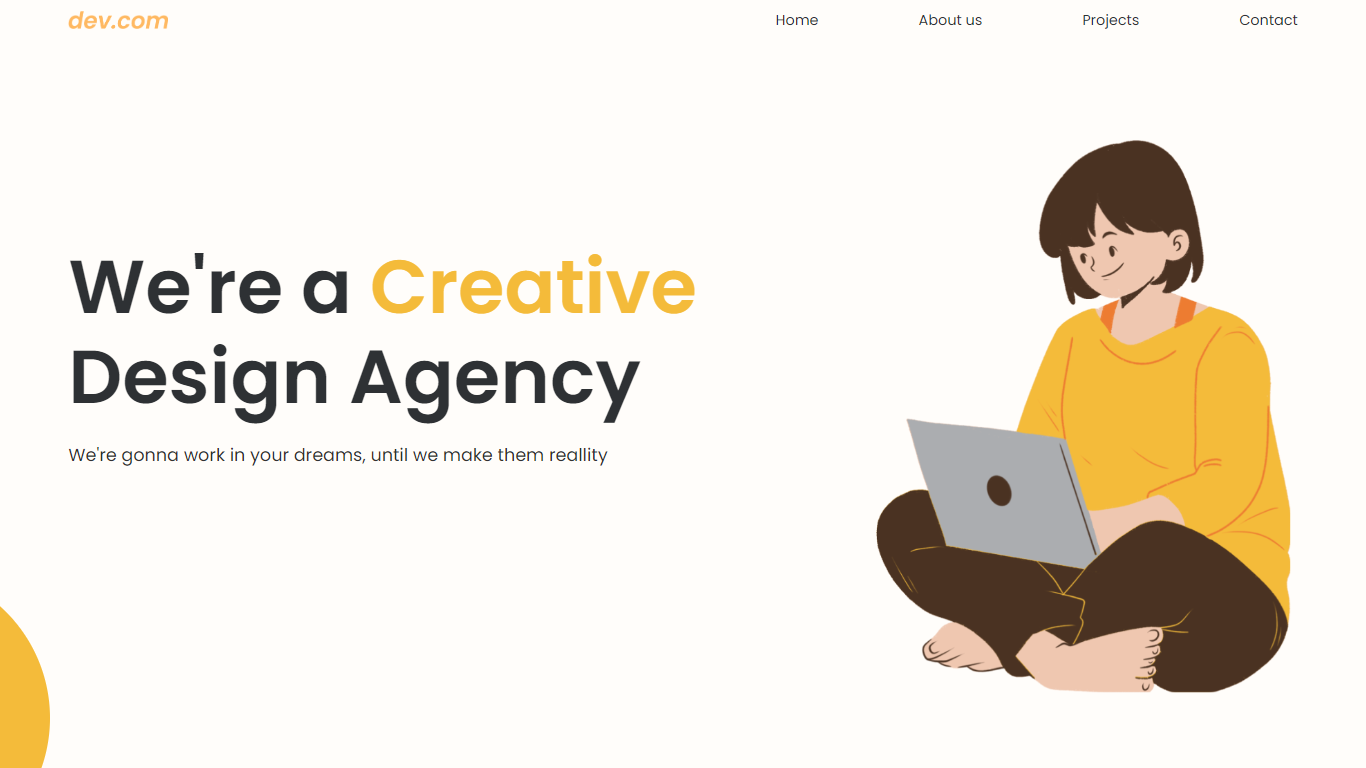 dev.com
Home
About us
Projects
Contact
We're a Creative
Design Agency
We're gonna work in your dreams, until we make them reallity